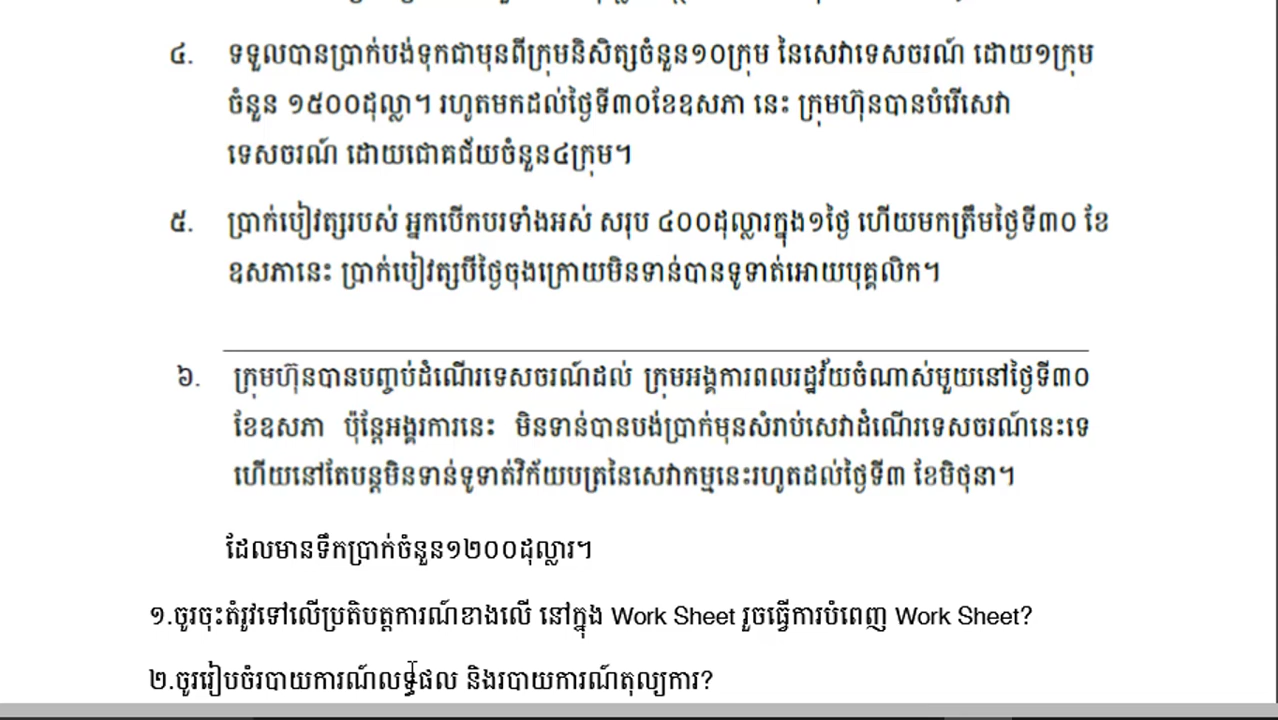 ៤. ទទួលបានប្រាក់បង់ទុកជាមុនពីក្រុមនិសិត្សចំនួន១០ក្រុម នៃសេវាទេសចរណ៍ ដោយ១ក្រុម
ចំនួន ១៥០០ដុល្លា។ រហូតមកដល់ថ្ងៃទី៣០ខែឧសភា នេះ ក្រុមហ៊ុនបានបំរើសេវា
ទេសចរណ៍ ដោយជោគជ័យចំនួន៤ក្រុម។
៥. ប្រាក់បៀវត្សរបស់ អ្នកបើកបរទាំងអស់ សរុប ៤០០ដុល្លារក្នុង១ថ្ងៃ ហើយមកត្រឹមថ្ងៃទី៣០ ខែ
ឧសភានេះ ប្រាក់បៀវត្សបីថ្ងៃចុងក្រោយមិនទាន់បានទូទាត់អោយបុគ្គលិក។
៦. ក្រុមហ៊ុនបានបញ្ចប់ដំណើរទេសចរណ៍ដល់ ក្រុមអង្គការពលរដ្ឋវ័យចំណាស់មួយនៅថ្ងៃទី៣០
ខែឧសភា ប៉ុន្តែអង្គរការនេះ មិនទាន់បានបង់ប្រាក់មុនសំរាប់សេវាដំណើរទេសចរណ៍នេះទេ
ហើយនៅតែបន្តមិនទាន់ទូទាត់វិក័យបត្រនៃសេវាកម្មនេះរហូតដល់ថ្ងៃទី៣ ខែមិថុនា។
ដែលមានទឹកប្រាក់ចំនួន១២០០ដុល្លារ។
១.ចូរចុះតំរូវទៅលើប្រតិបត្តការណ៍ខាងលើ នៅក្នុង Work Sheet រួចធ្វើការបំពេញ Work Sheet?
២.ចូររៀបចំរបាយការណ៍លទ្ធផល និងរបាយការណ៍តុល្យការ?